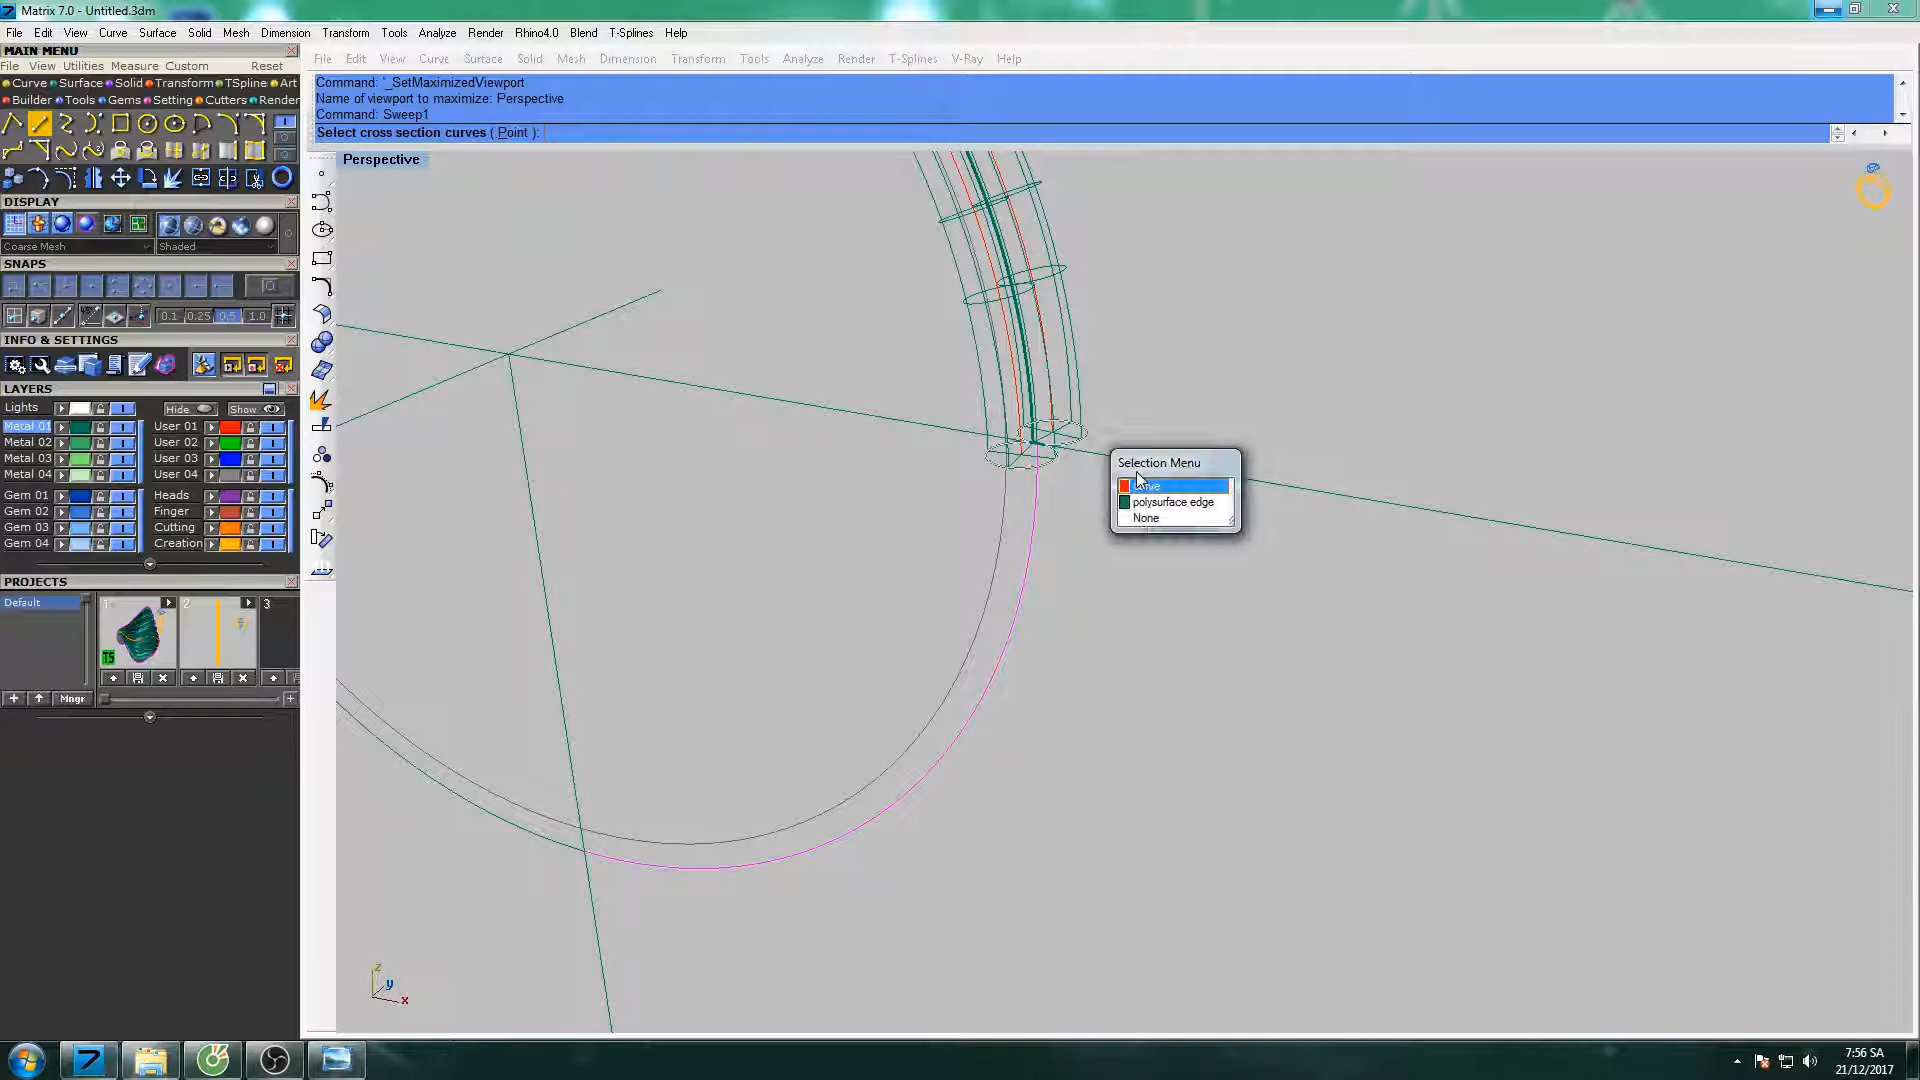 Matrix 7.0 - Untitled.3dm
File Edit View Curve Surface Solid Mesh Dimension Transform Tools Analyze Render Rhino4.0 Blend T-Splines Help
MAIN MENU
File View Utilities Measure Custom Reset
Curve Surface Solid Transform TSpline Art
Builder Tools Gems Setting Cutters Render
File Edit View Curve Surface Solid Mesh Dimension Transform Tools Analyze Render T-Splines V-Ray Help
Command: '_SetMaximizedViewport
Name of viewport to maximize: Perspective
Command: Sweep1
Select cross section curves ( Point ):
Perspective
DISPLAY
Coarse Mesh Shaded
SNAPS
0.1 0.25 0.5 1.0
INFO & SETTINGS
LAYERS
Lights Hide Show
Metal 01 User 01
Metal 02 User 02
Metal 03 User 03
Metal 04 User 04
Gem 01 Heads
Gem 02 Finger
Gem 03 Cutting
Gem 04 Creation
PROJECTS
Default 1 2 3
TS
Mngr
Selection Menu
polysurface edge
None
z
y
x
7:56 SA
21/12/2017